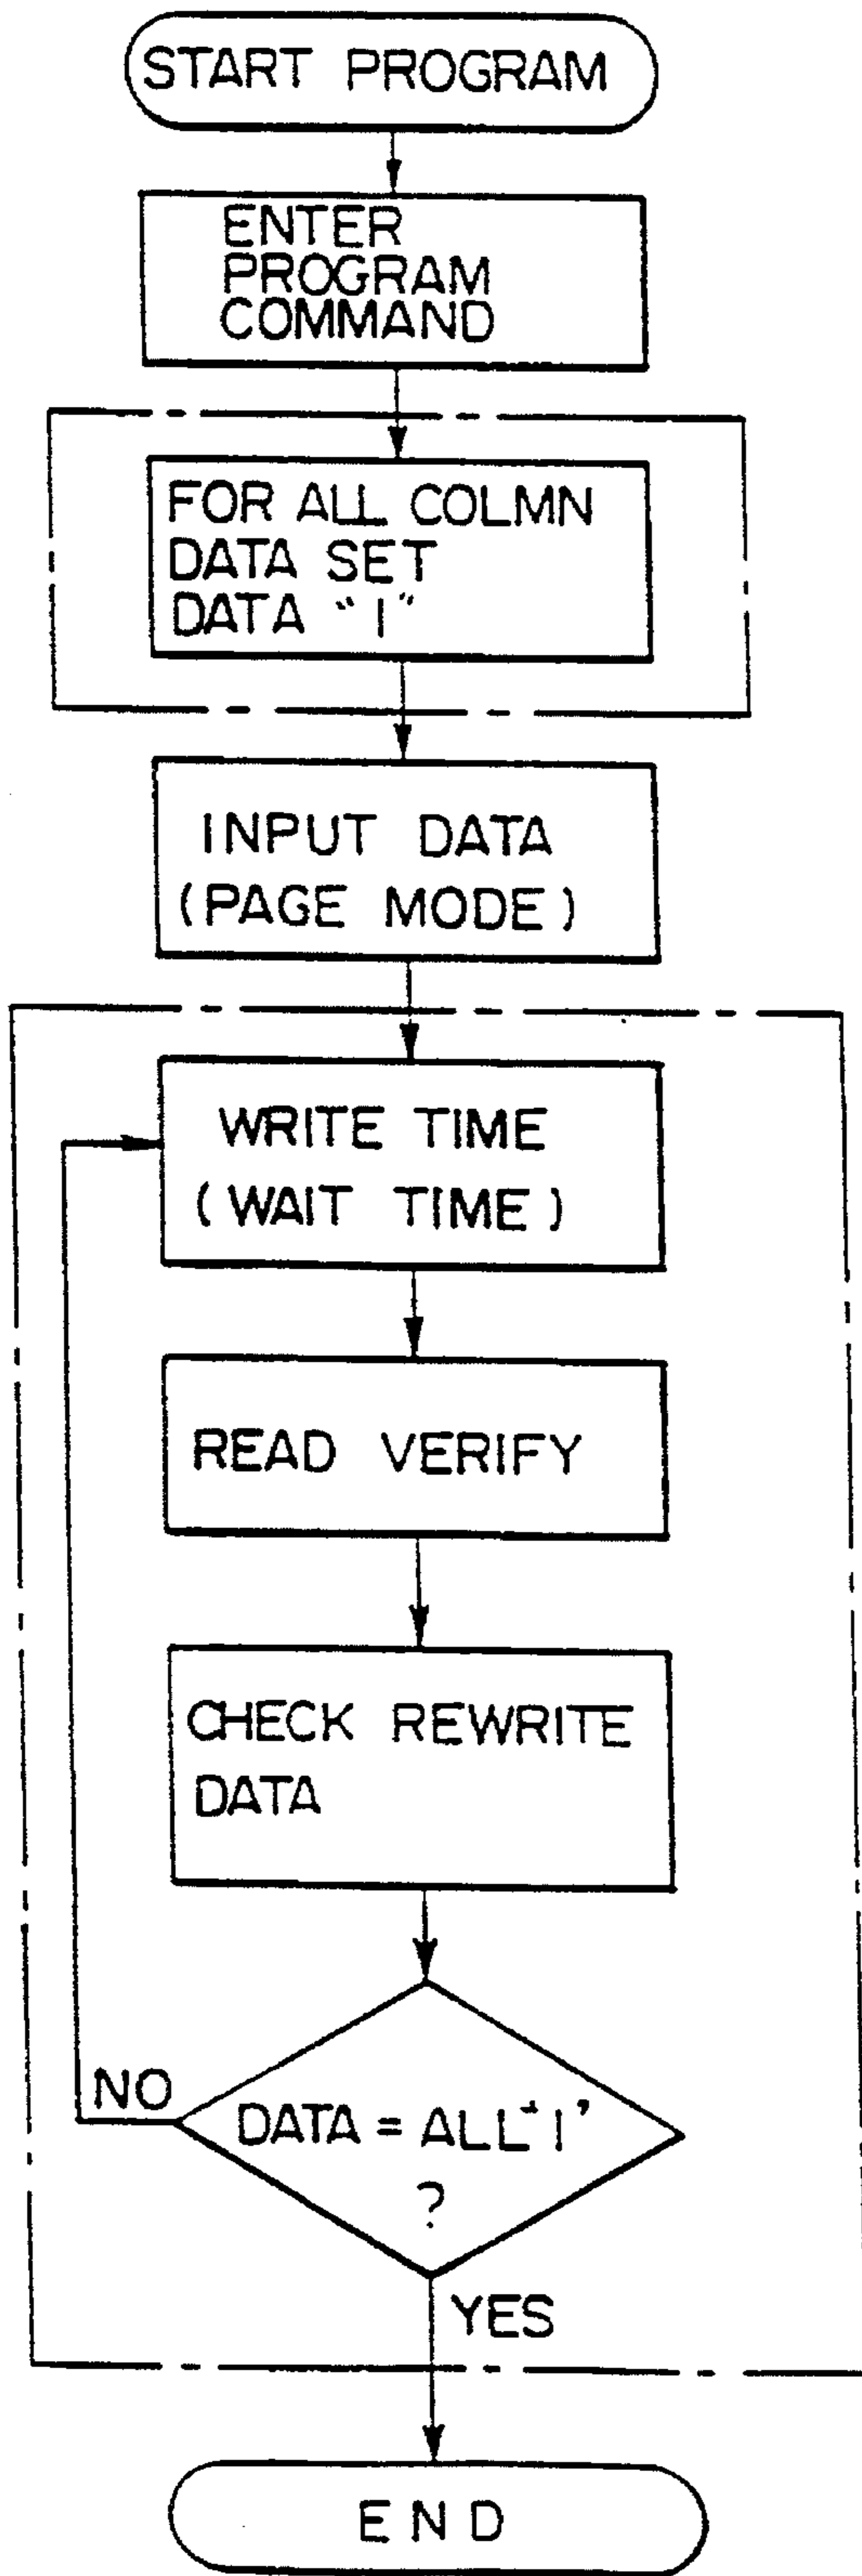 START PROGRAM
ENTER
PROGRAM
COMMAND
FOR ALL COLMN
DATA SET
DATA "1"
INPUT DATA
(PAGE MODE)
WRITE TIME
(WAIT TIME)
READ VERIFY
CHECK REWRITE
DATA
NO
DATA = ALL "1"
?
YES
END